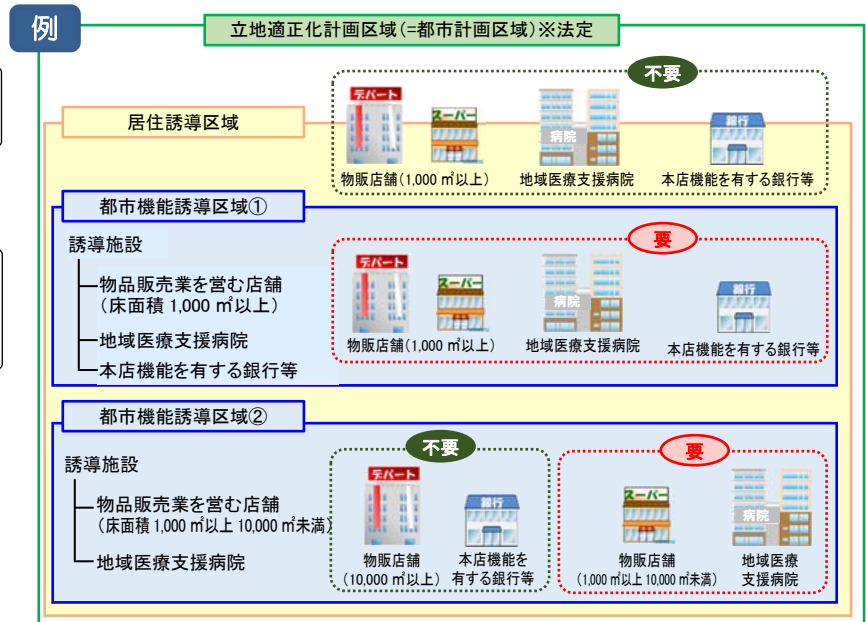 例
立地適正化計画区域(=都市計画区域)※法定
不要
居住誘導区域
デパート
スーパー
病院
銀行
物販店舗(1,000 ㎡以上)
地域医療支援病院
本店機能を有する銀行等
都市機能誘導区域①
誘導施設
物品販売業を営む店舗
(床面積 1,000 ㎡以上)
地域医療支援病院
本店機能を有する銀行等
要
デパート
スーパー
病院
銀行
物販店舗(1,000 ㎡以上)
地域医療支援病院
本店機能を有する銀行等
都市機能誘導区域②
誘導施設
物品販売業を営む店舗
(床面積 1,000 ㎡以上 10,000 ㎡未満)
地域医療支援病院
不要
デパート
銀行
物販店舗
(10,000 ㎡以上)
本店機能を
有する銀行等
要
スーパー
病院
物販店舗
(1,000 ㎡以上 10,000 ㎡未満)
地域医療
支援病院